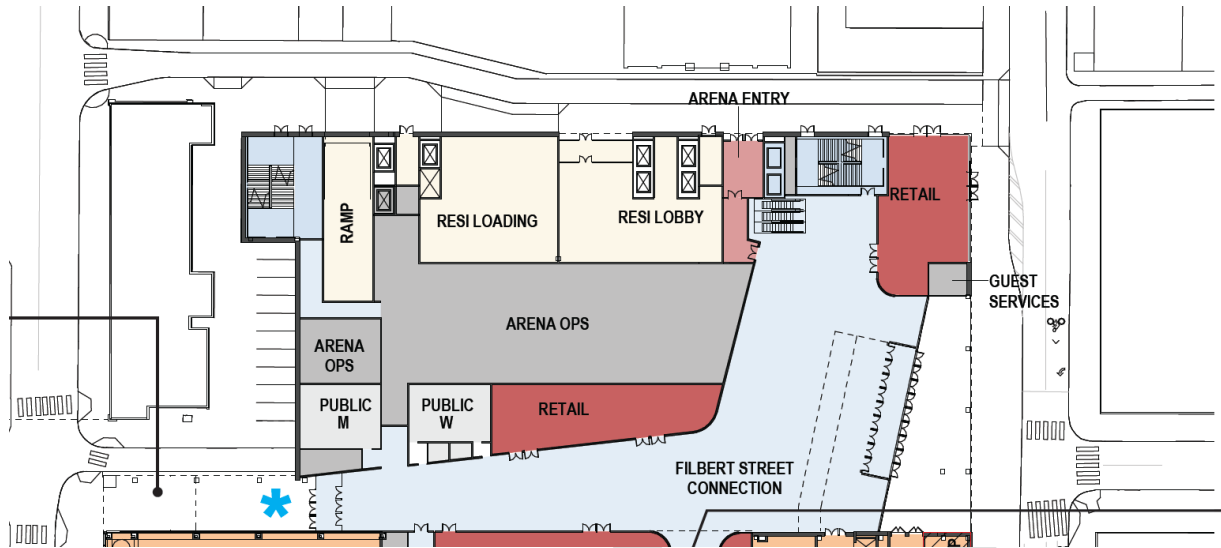 ARENA ENTRY
RAMP
RESI LOADING
RESI LOBBY
RETAIL
GUEST
SERVICES
ARENA OPS
ARENA
OPS
PUBLIC
M
PUBLIC
W
RETAIL
FILBERT STREET
CONNECTION